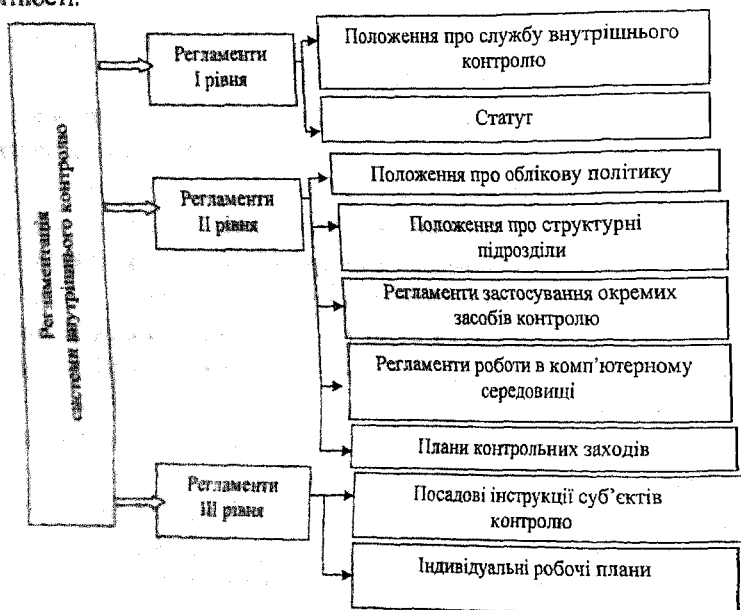 Регламентація
системи внутрішнього контролю
Регламенти
І рівня
Положення про службу внутрішнього
контролю
Статут
Регламенти
ІІ рівня
Положення про облікову політику
Положення про структурні
підрозділи
Регламенти застосування окремих
засобів контролю
Регламенти роботи в комп'ютерному
середовищі
Плани контрольних заходів
Регламенти
ІІІ рівня
Посадові інструкції суб'єктів
контролю
Індивідуальні робочі плани